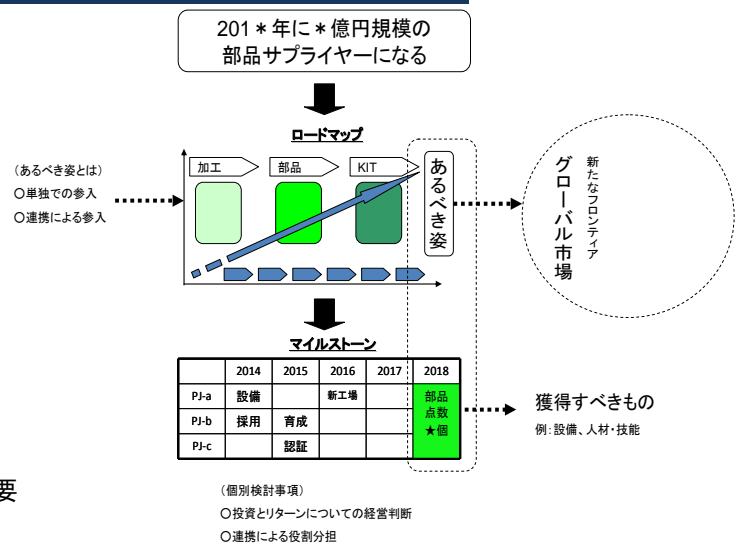 201＊年に＊億円規模の
部品サプライヤーになる
ロードマップ
（あるべき姿とは）
○単独での参入
○連携による参入
加工
部品
KIT
あるべき姿
新たなフロンティア
グローバル市場
マイルストーン
2014 2015 2016 2017 2018
PJ-a 設備 新工場
PJ-b 採用 育成
PJ-c 認証
部品
点数
★個
獲得すべきもの
例：設備、人材・技能
要
（個別検討事項）
○投資とリターンについての経営判断
○連携による役割分担